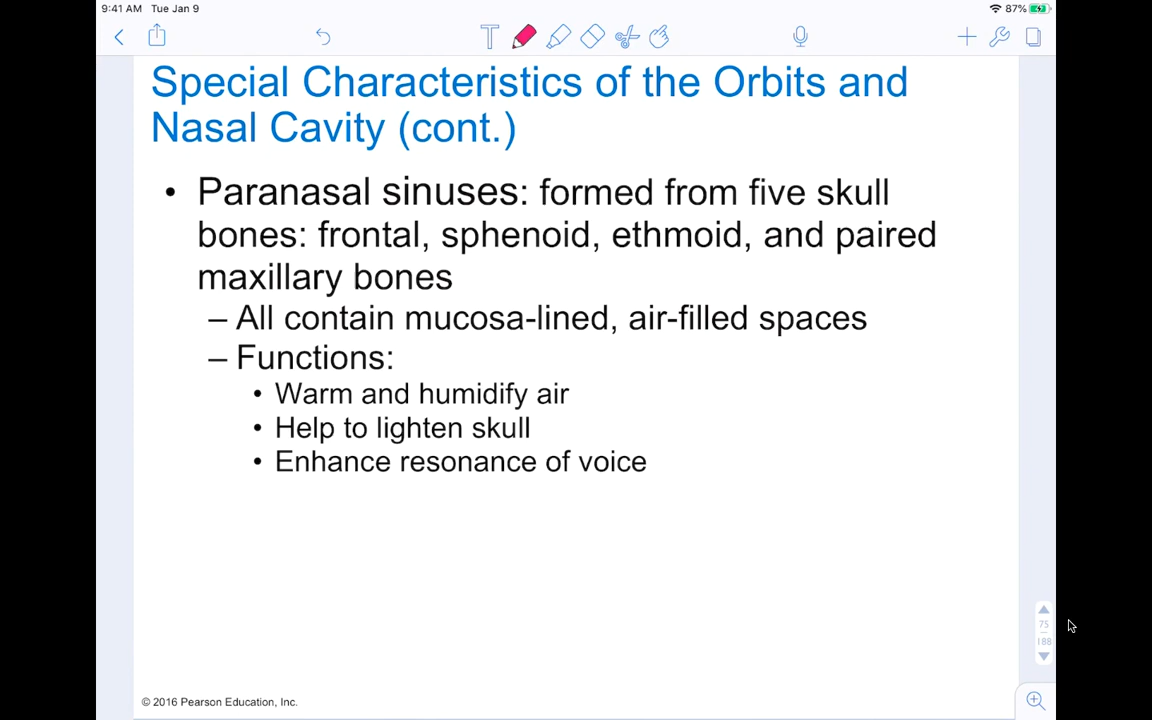 9:41 AM Tue Jan 9
87%
T
Special Characteristics of the Orbits and
Nasal Cavity (cont.)
• Paranasal sinuses: formed from five skull
bones: frontal, sphenoid, ethmoid, and paired
maxillary bones
– All contain mucosa-lined, air-filled spaces
– Functions:
• Warm and humidify air
• Help to lighten skull
• Enhance resonance of voice
75
188
© 2016 Pearson Education, Inc.